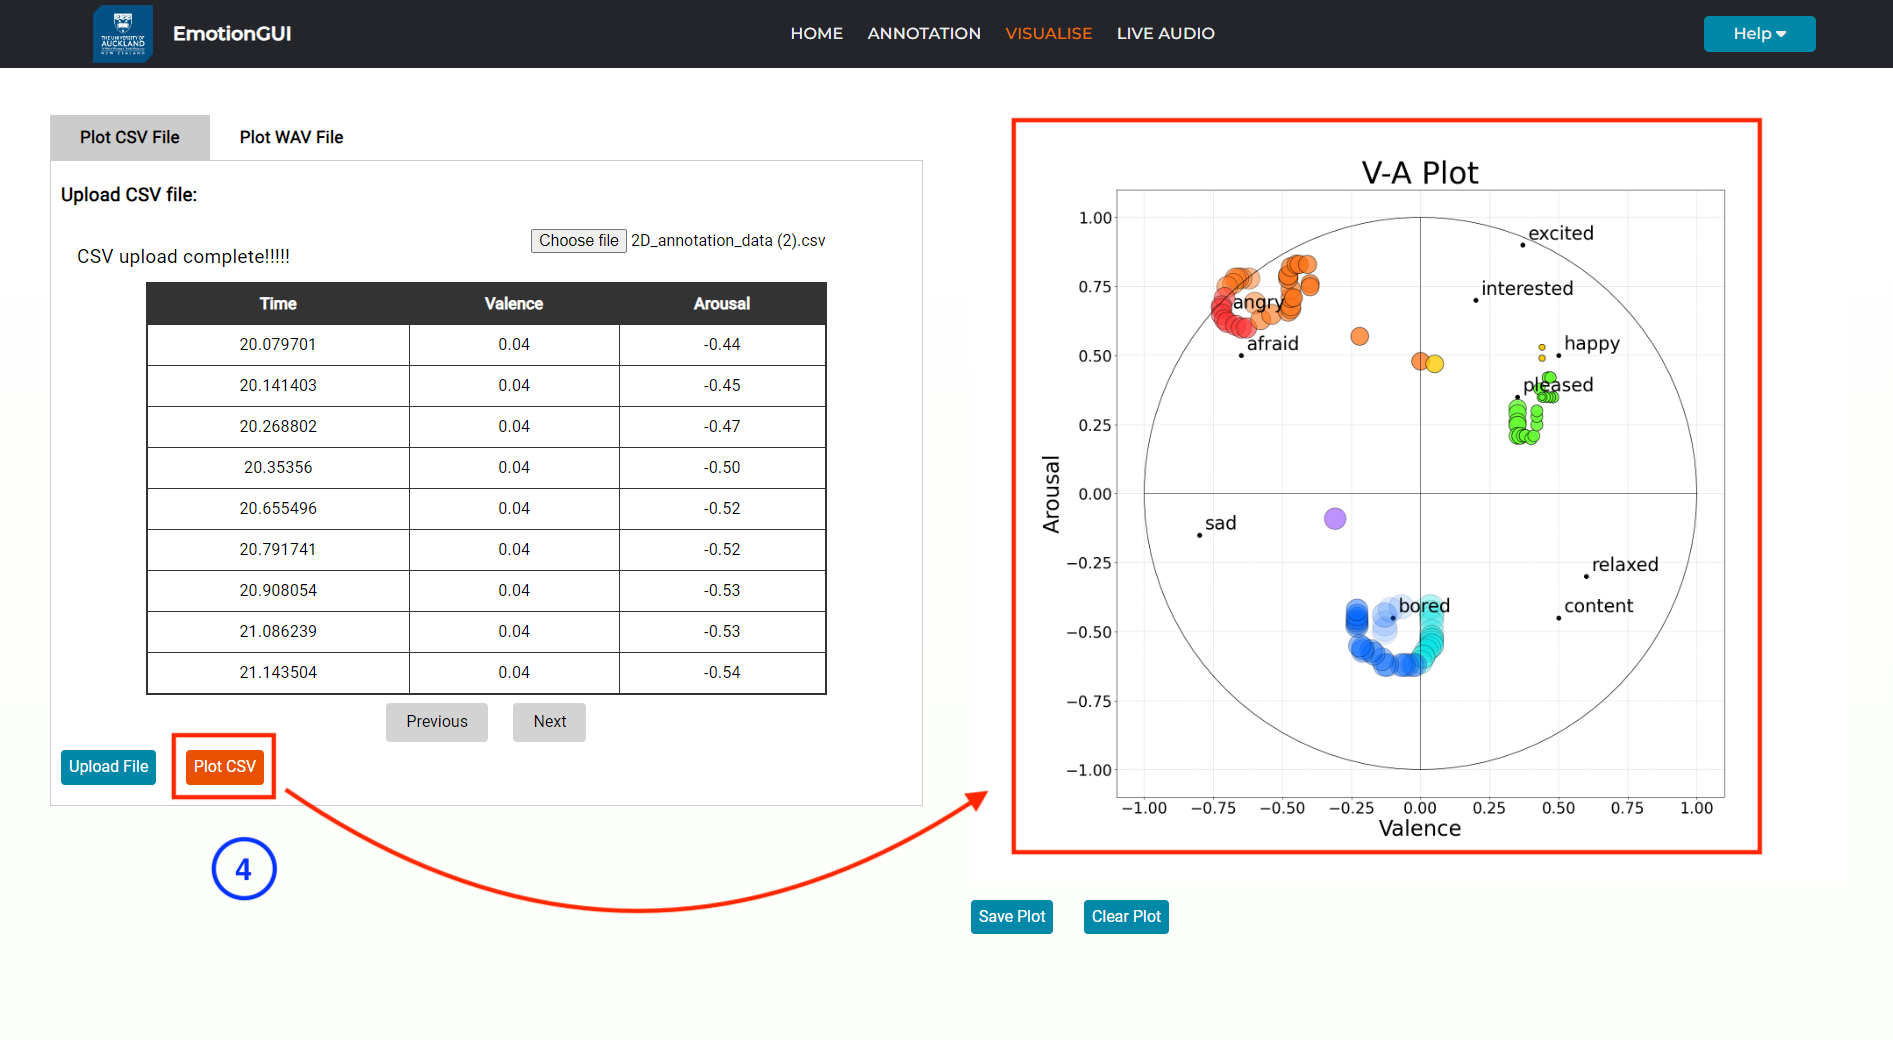 THE UNIVERSITY OF
AUCKLAND
NEW ZEALAND
EmotionGUI
HOME ANNOTATION VISUALISE LIVE AUDIO
Help
Plot CSV File Plot WAV File
Upload CSV file:
Choose file 2D_annotation_data (2).csv
CSV upload complete!!!!!
Time Valence Arousal
20.079701 0.04 -0.44
20.141403 0.04 -0.45
20.268802 0.04 -0.47
20.35356 0.04 -0.50
20.655496 0.04 -0.52
20.791741 0.04 -0.52
20.908054 0.04 -0.53
21.086239 0.04 -0.53
21.143504 0.04 -0.54
Previous Next
Upload File Plot CSV
4
V-A Plot
1.00
0.75
0.50
0.25
0.00
−0.25
−0.50
−0.75
−1.00
Arousal
excited
interested
angry
afraid
happy
pleased
sad
relaxed
bored
content
−1.00 −0.75 −0.50 −0.25 0.00 0.25 0.50 0.75 1.00
Valence
Save Plot Clear Plot